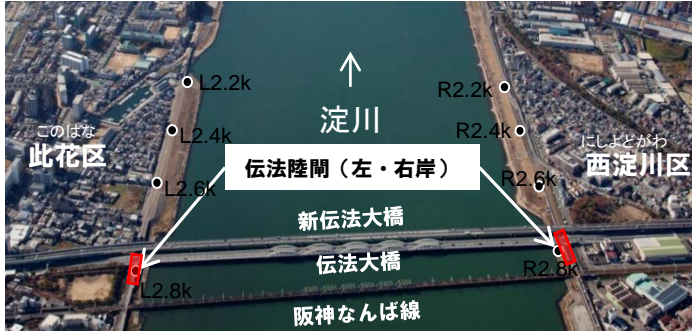 L2.2k
R2.2k
淀川
L2.4k
R2.4k
このはな
此花区
にしよどがわ
西淀川区
伝法陸閘（左・右岸）
L2.6k
R2.6k
新伝法大橋
伝法大橋
L2.8k
R2.8k
阪神なんば線